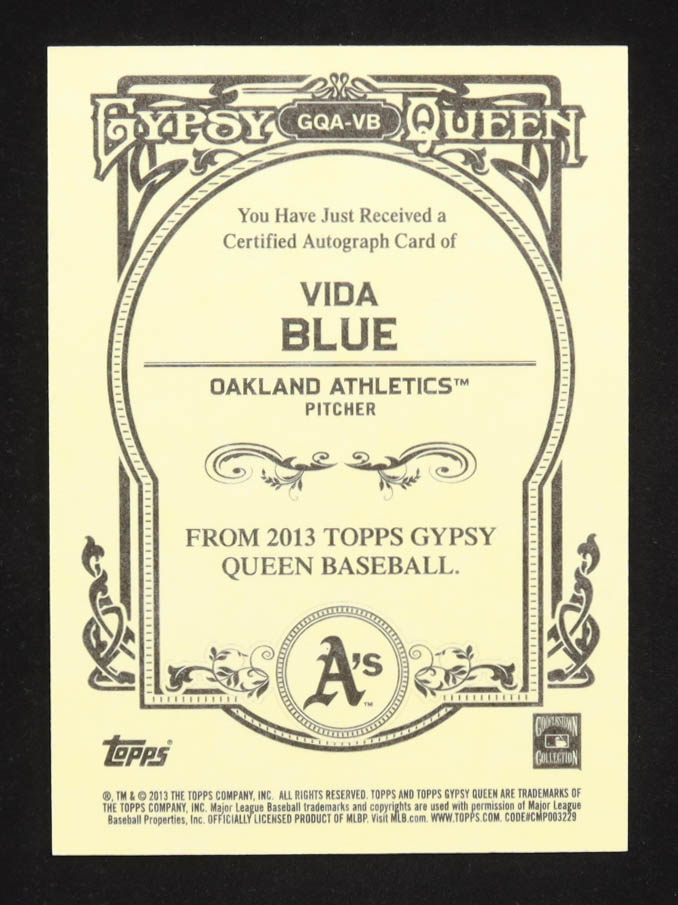 GYPSY GQA-VB QUEEN
You Have Just Received a
Certified Autograph Card of
VIDA
BLUE
OAKLAND ATHLETICS™
PITCHER
FROM 2013 TOPPS GYPSY
QUEEN BASEBALL.
A's™
topps®
COOPERSTOWN
COLLECTION
®, TM & © 2013 THE TOPPS COMPANY, INC. ALL RIGHTS RESERVED. TOPPS AND TOPPS GYPSY QUEEN ARE TRADEMARKS OF
THE TOPPS COMPANY, INC. Major League Baseball trademarks and copyrights are used with permission of Major League
Baseball Properties, Inc. OFFICIALLY LICENSED PRODUCT OF MLBP. Visit MLB.com. WWW.TOPPS.COM. CODE#CMP003229